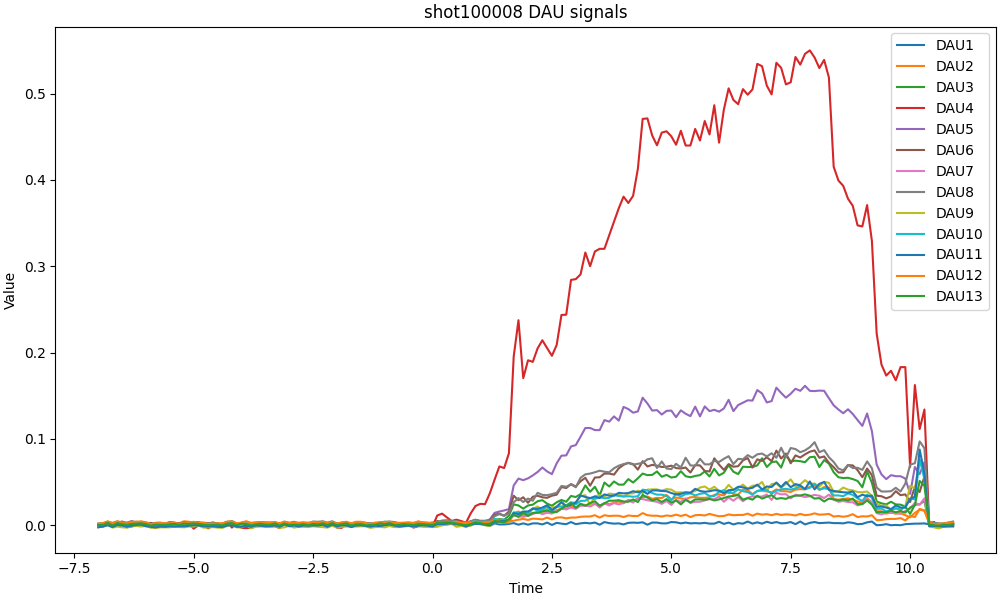 shot100008 DAU signals
DAU1
DAU2
DAU3
DAU4
DAU5
DAU6
DAU7
DAU8
DAU9
DAU10
DAU11
DAU12
DAU13
Value
0.5
0.4
0.3
0.2
0.1
0.0
−7.5
−5.0
−2.5
0.0
2.5
5.0
7.5
10.0
Time